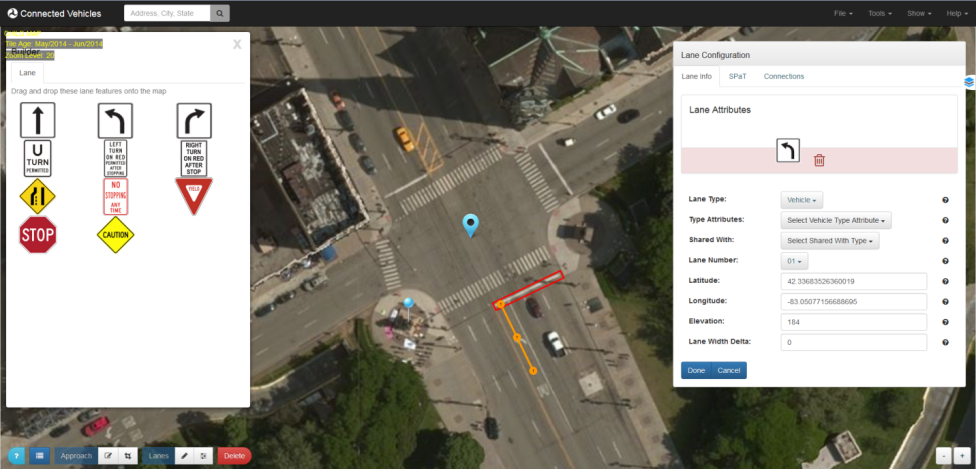 Connected Vehicles
Address, City, State
File
Tools
Show
Help
Tile Age: May/2014 - Jun/2014
Builder
Zoom Level: 20
X
Lane
Drag and drop these lane features onto the map
U
TURN
PERMITTED
LEFT
TURN
ON RED
PERMITTED
AFTER
STOPPING
RIGHT
TURN
ON RED
AFTER
STOP
NO
STOPPING
ANY
TIME
YIELD
STOP
CAUTION
Lane Configuration
Lane Info
SPaT
Connections
Lane Attributes
Lane Type:
Vehicle
Type Attributes:
Select Vehicle Type Attribute
Shared With:
Select Shared With Type
Lane Number:
01
Latitude:
42.33683526360019
Longitude:
-83.05077156688695
Elevation:
184
Lane Width Delta:
0
Done
Cancel
?
Approach
Lanes
Delete
-
+